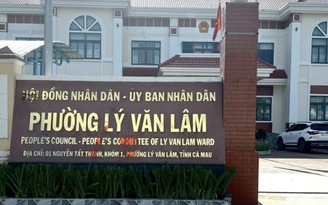 HỘI ĐỒNG NHÂN DÂN - ỦY BAN NHÂN DÂN
PHƯỜNG LÝ VĂN LÂM
PEOPLE'S COUNCIL - PEOPLE'S COMMITTEE OF LY VAN LAM WARD
ĐỊA CHỈ: 01 NGUYỄN TẤT THÀNH, KHÓM 1, PHƯỜNG LÝ VĂN LÂM, TỈNH CÀ MAU